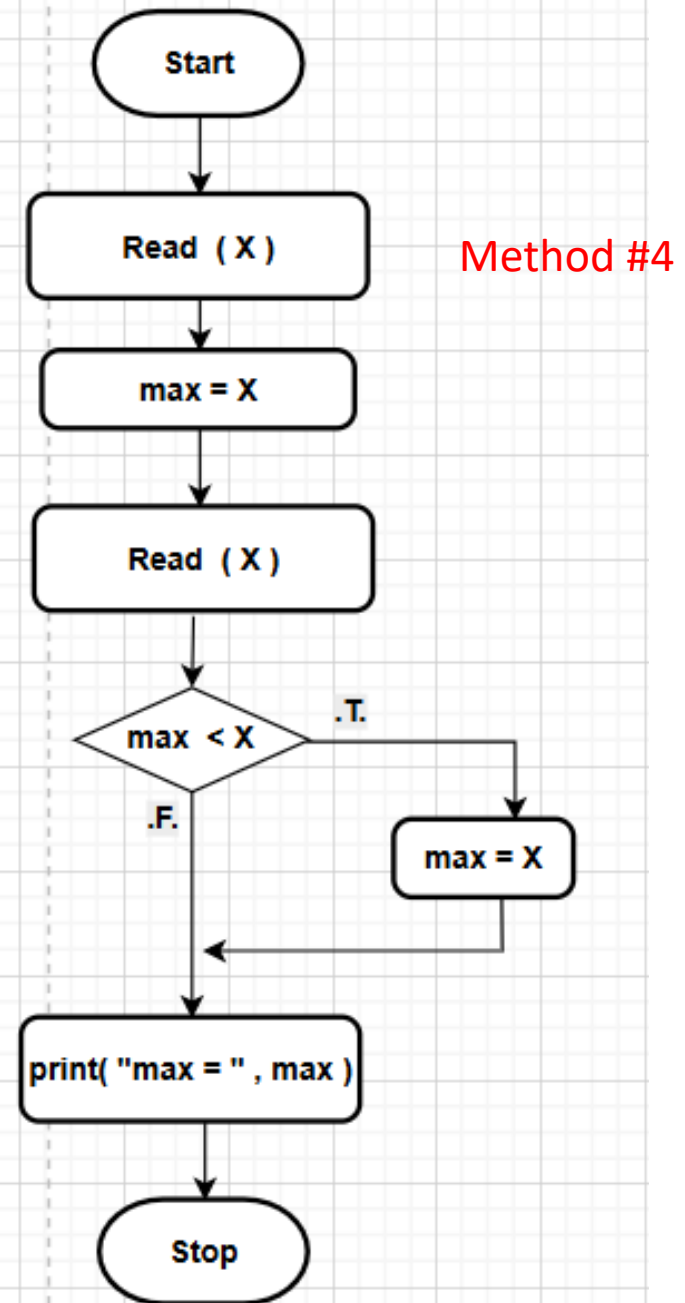 Start
Read ( X )
Method #4
max = X
Read ( X )
.T.
max < X
.F.
max = X
print( "max = " , max )
Stop